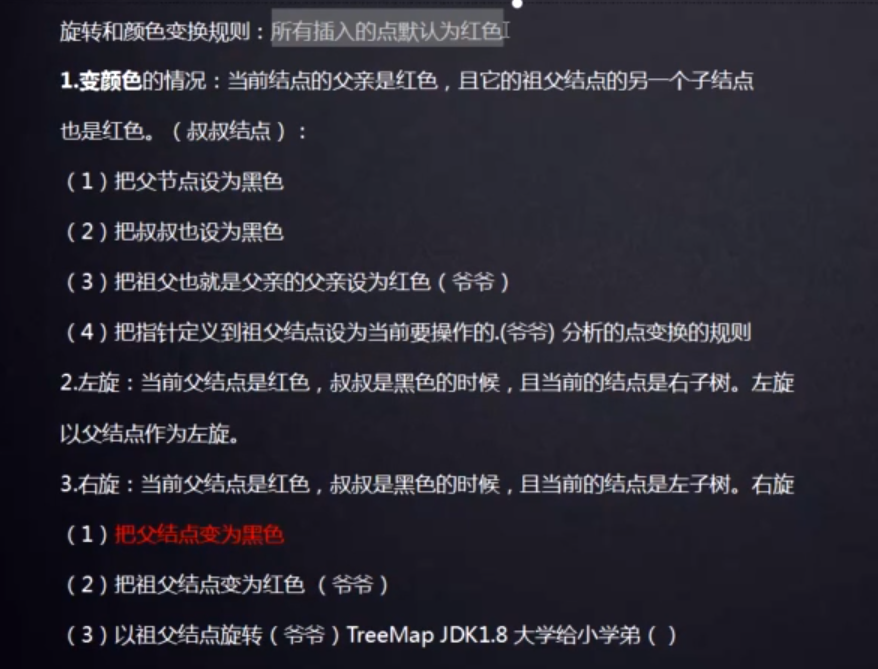 旋转和颜色变换规则：所有插入的点默认为红色
1.变颜色的情况：当前结点的父亲是红色，且它的祖父结点的另一个子结点
也是红色。（叔叔结点）：
（1）把父节点设为黑色
（2）把叔叔也设为黑色
（3）把祖父也就是父亲的父亲设为红色（爷爷）
（4）把指针定义到祖父结点设为当前要操作的.(爷爷) 分析的点变换的规则
2.左旋：当前父结点是红色，叔叔是黑色的时候，且当前的结点是右子树。左旋
以父结点作为左旋。
3.右旋：当前父结点是红色，叔叔是黑色的时候，且当前的结点是左子树。右旋
（1）把父结点变为黑色
（2）把祖父结点变为红色 （爷爷）
（3）以祖父结点旋转（爷爷）TreeMap JDK1.8 大学给小学弟（ ）